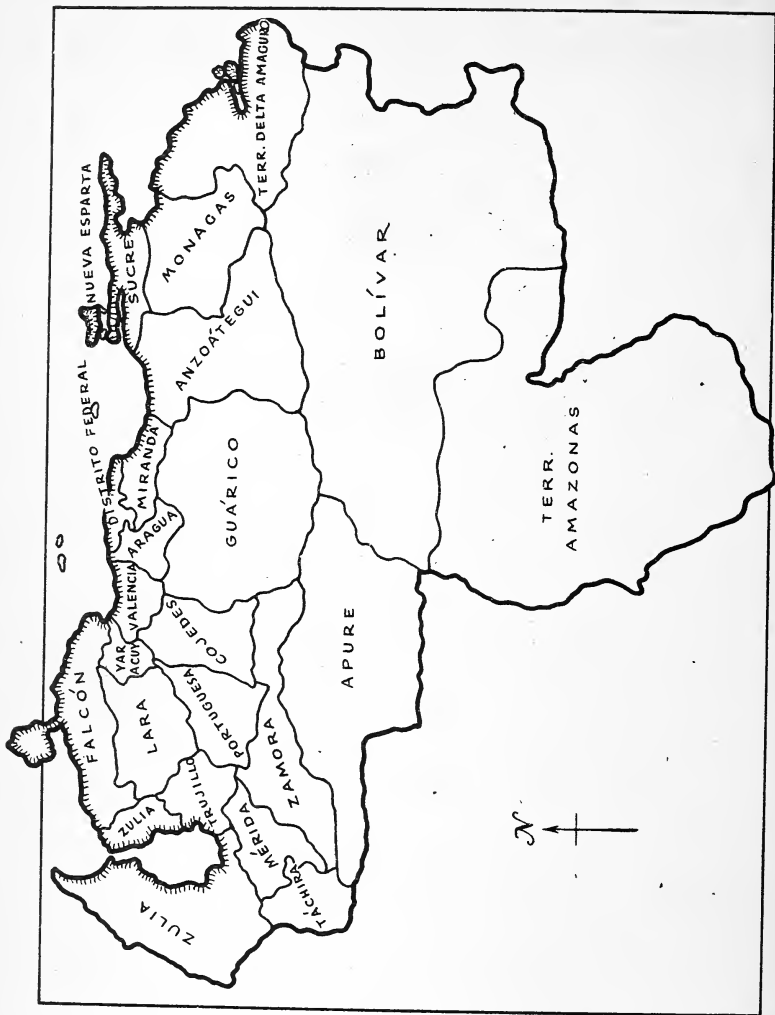 NUEVA ESPARTA
DISTRITO FEDERAL
SUCRE
TERR. DELTA AMAGURO
MONAGAS
ANZOÁTEGUI
MIRANDA
ARAGUA
VALENCIA
YAR
ACUY
FALCÓN
LARA
ZULIA
TRUJILLO
PORTUGUESA
COJEDES
GUÁRICO
BOLÍVAR
ZULIA
MÉRIDA
TÁCHIRA
ZAMORA
APURE
TERR.
AMAZONAS
N